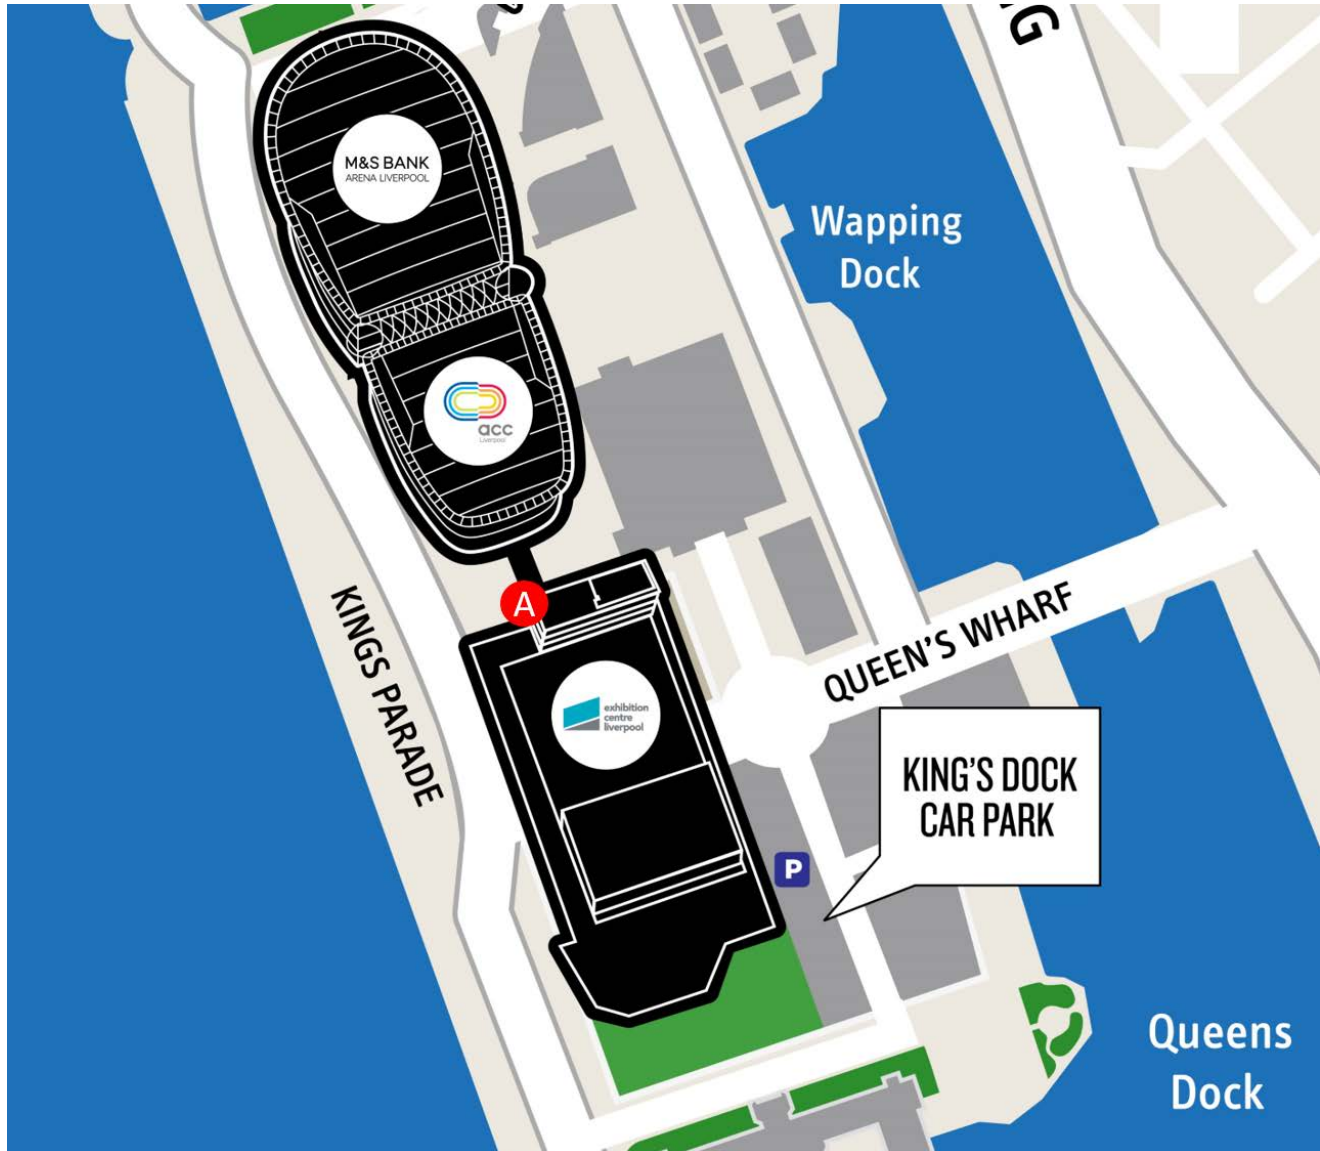 NG
M&S BANK
ARENA LIVERPOOL
Wapping
Dock
acc
Liverpool
A
KINGS PARADE
QUEEN'S WHARF
exhibition
centre
liverpool
KING'S DOCK
CAR PARK
P
Queens
Dock